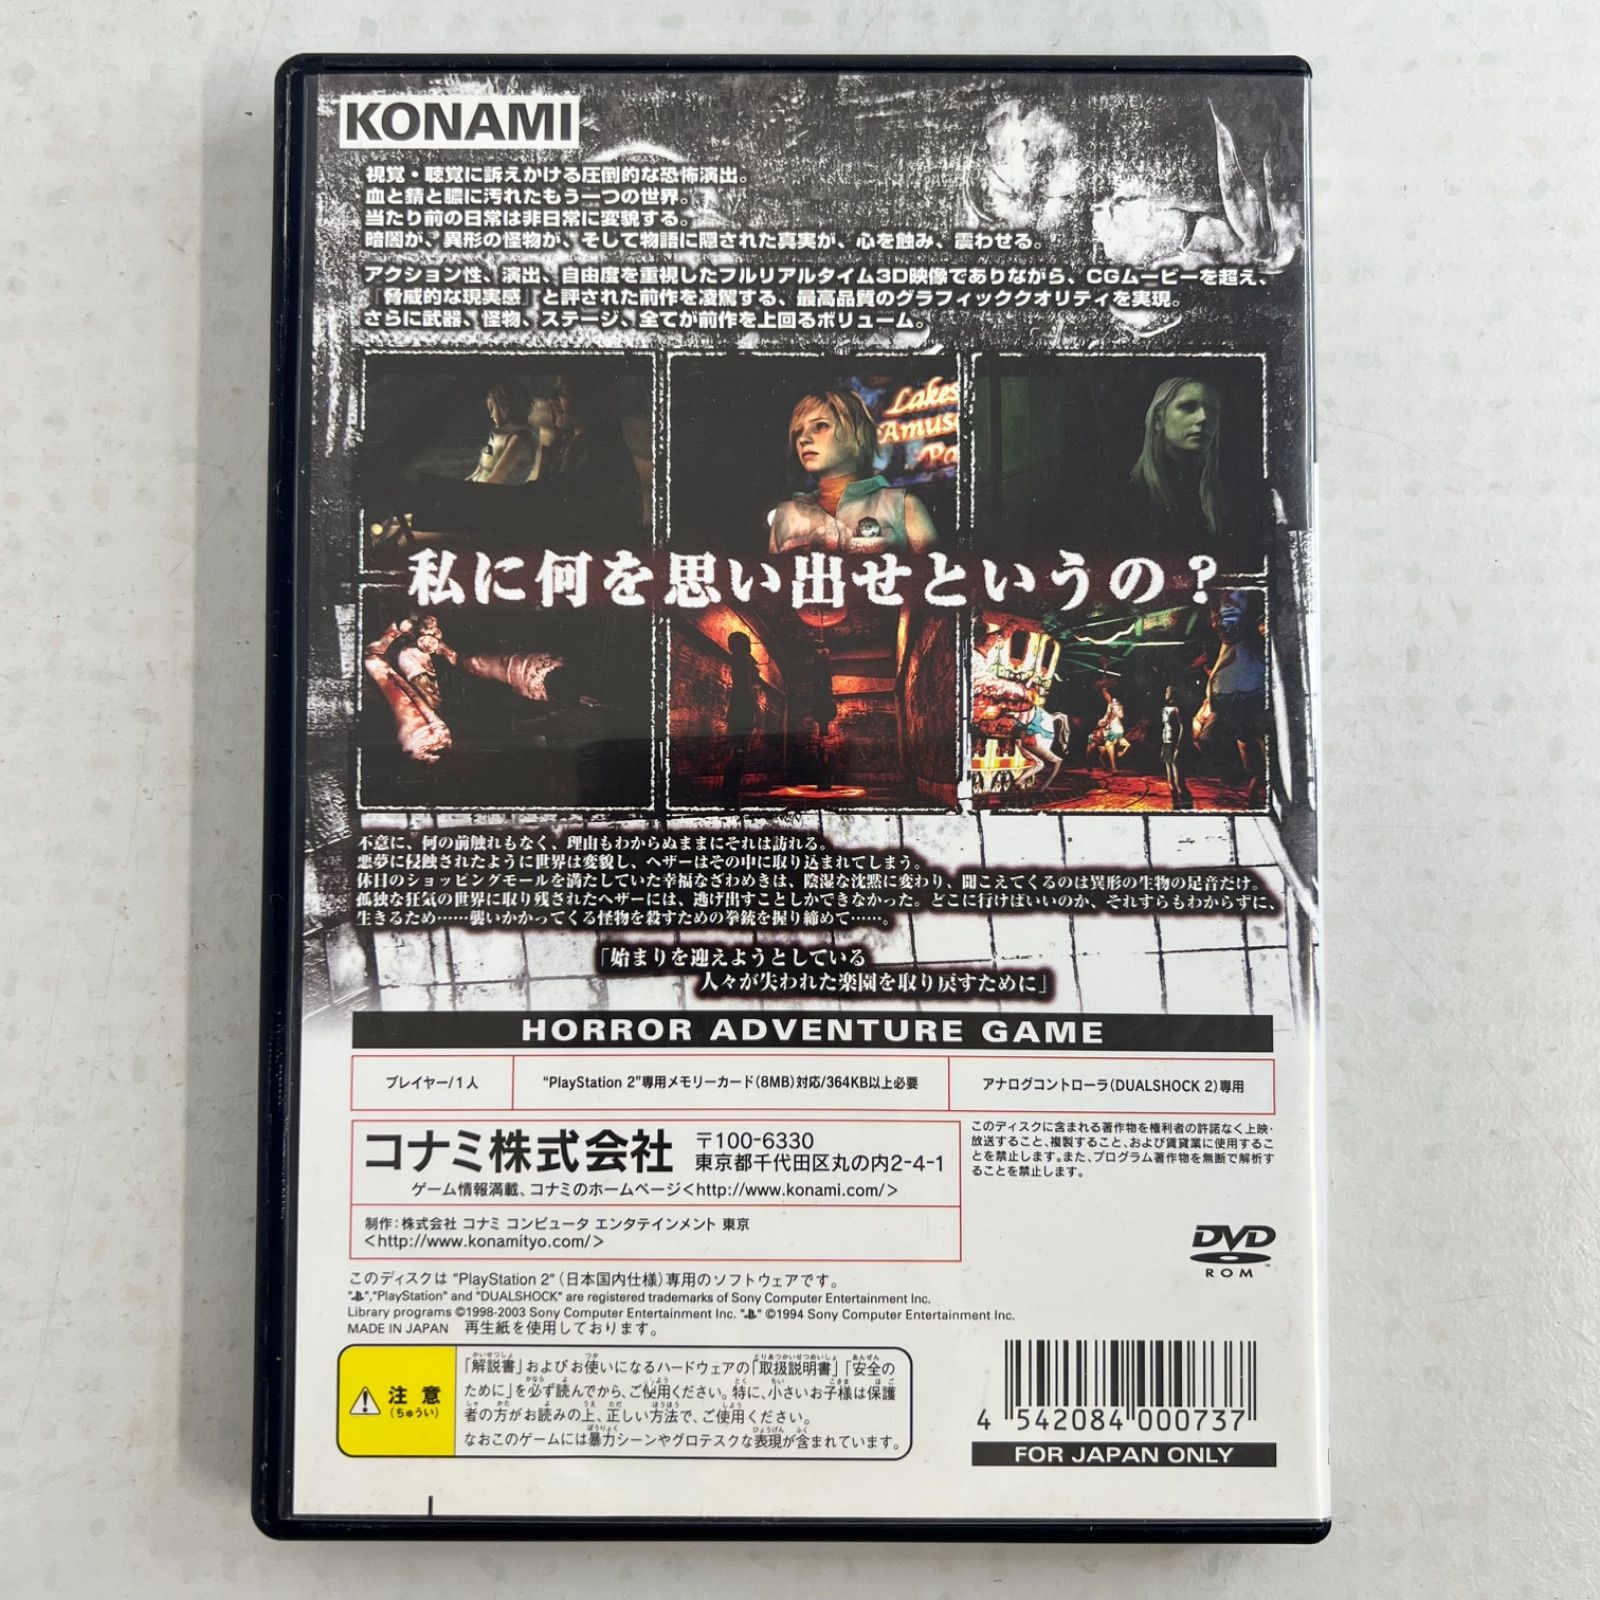 KONAMI
視覚・聴覚に訴えかける圧倒的な恐怖演出。
血と錆と膿に汚れたもう一つの世界。
当たり前の日常は非日常に変貌する。
暗闇が、異形の怪物が、そして物語に隠された真実が、心を蝕み、震わせる。
アクション性、演出、自由度を重視したフルリアルタイム3D映像でありながら、CGムービーを超え、
『脅威的な現実感』と評された前作を凌駕する、最高品質のグラフィッククオリティを実現。
さらに武器、怪物、ステージ、全てが前作を上回るボリューム。
Lakes
Amus
Pa
私に何を思い出せというの？
不意に、何の前触れもなく、理由もわからぬままにそれは訪れる。
悪夢に侵蝕されたように世界は変貌し、ヘザーはその中に取り込まれてしまう。
休日のショッピングモールを満たしていた幸福なざわめきは、陰湿な沈黙に変わり、聞こえてくるのは異形の生物の足音だけ。
孤独な狂気の世界に取り残されたヘザーには、逃げ出すことしかできなかった。どこに行けばいいのか、それすらもわからずに、
生きるため……襲いかかってくる怪物を殺すための拳銃を握り締めて……。
「始まりを迎えようとしている
人々が失われた楽園を取り戻すために」
HORROR ADVENTURE GAME
プレイヤー/1人
"PlayStation 2"専用メモリーカード(8MB)対応/364KB以上必要
アナログコントローラ(DUALSHOCK 2)専用
コナミ株式会社
〒100-6330
東京都千代田区丸の内2-4-1
ゲーム情報満載、コナミのホームページ<http://www.konami.com/>
制作：株式会社 コナミ コンピュータ エンタテインメント 東京
<http://www.konamityo.com/>
このディスクに含まれる著作物を権利者の許諾なく上映・
放送すること、複製すること、および賃貸業に使用するこ
とを禁止します。また、プログラム著作物を無断で解析す
ることを禁止します。
DVD
ROM
このディスクは "PlayStation 2"(日本国内仕様)専用のソフトウェアです。
" ","PlayStation" and "DUALSHOCK" are registered trademarks of Sony Computer Entertainment Inc.
Library programs ©1998-2003 Sony Computer Entertainment Inc. " " ©1994 Sony Computer Entertainment Inc.
MADE IN JAPAN 再生紙を使用しております。
注意
(ちゅうい)
「解説書」およびお使いになるハードウェアの「取扱説明書」「安全の
ために」を必ず読んでから、ご使用ください。特に、小さいお子様は保護
者の方がお読みの上、正しい方法で、ご使用ください。
なおこのゲームには暴力シーンやグロテスクな表現が含まれています。
4 542084 000737
FOR JAPAN ONLY